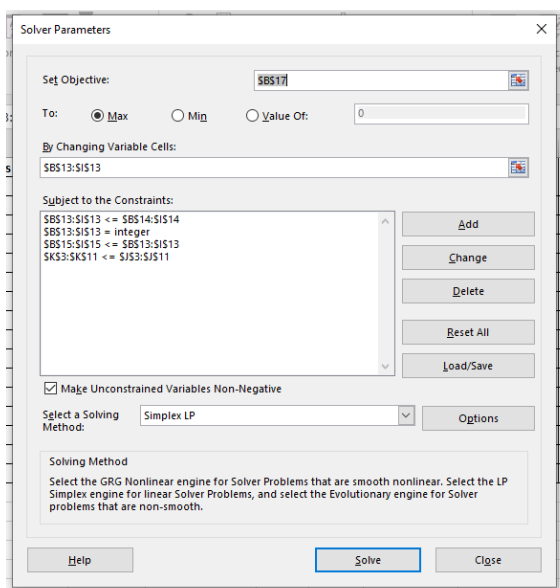 Solver Parameters
Set Objective:
$B$17
To:
Max
Min
Value Of:
0
By Changing Variable Cells:
$B$13:$I$13
Subject to the Constraints:
$B$13:$I$13 <= $B$14:$I$14
$B$13:$I$13 = integer
$B$15:$I$15 <= $B$13:$I$13
$K$3:$K$11 <= $J$3:$J$11
Add
Change
Delete
Reset All
Load/Save
Make Unconstrained Variables Non-Negative
Select a Solving
Method:
Simplex LP
Options
Solving Method
Select the GRG Nonlinear engine for Solver Problems that are smooth nonlinear. Select the LP
Simplex engine for linear Solver Problems, and select the Evolutionary engine for Solver
problems that are non-smooth.
Help
Solve
Close